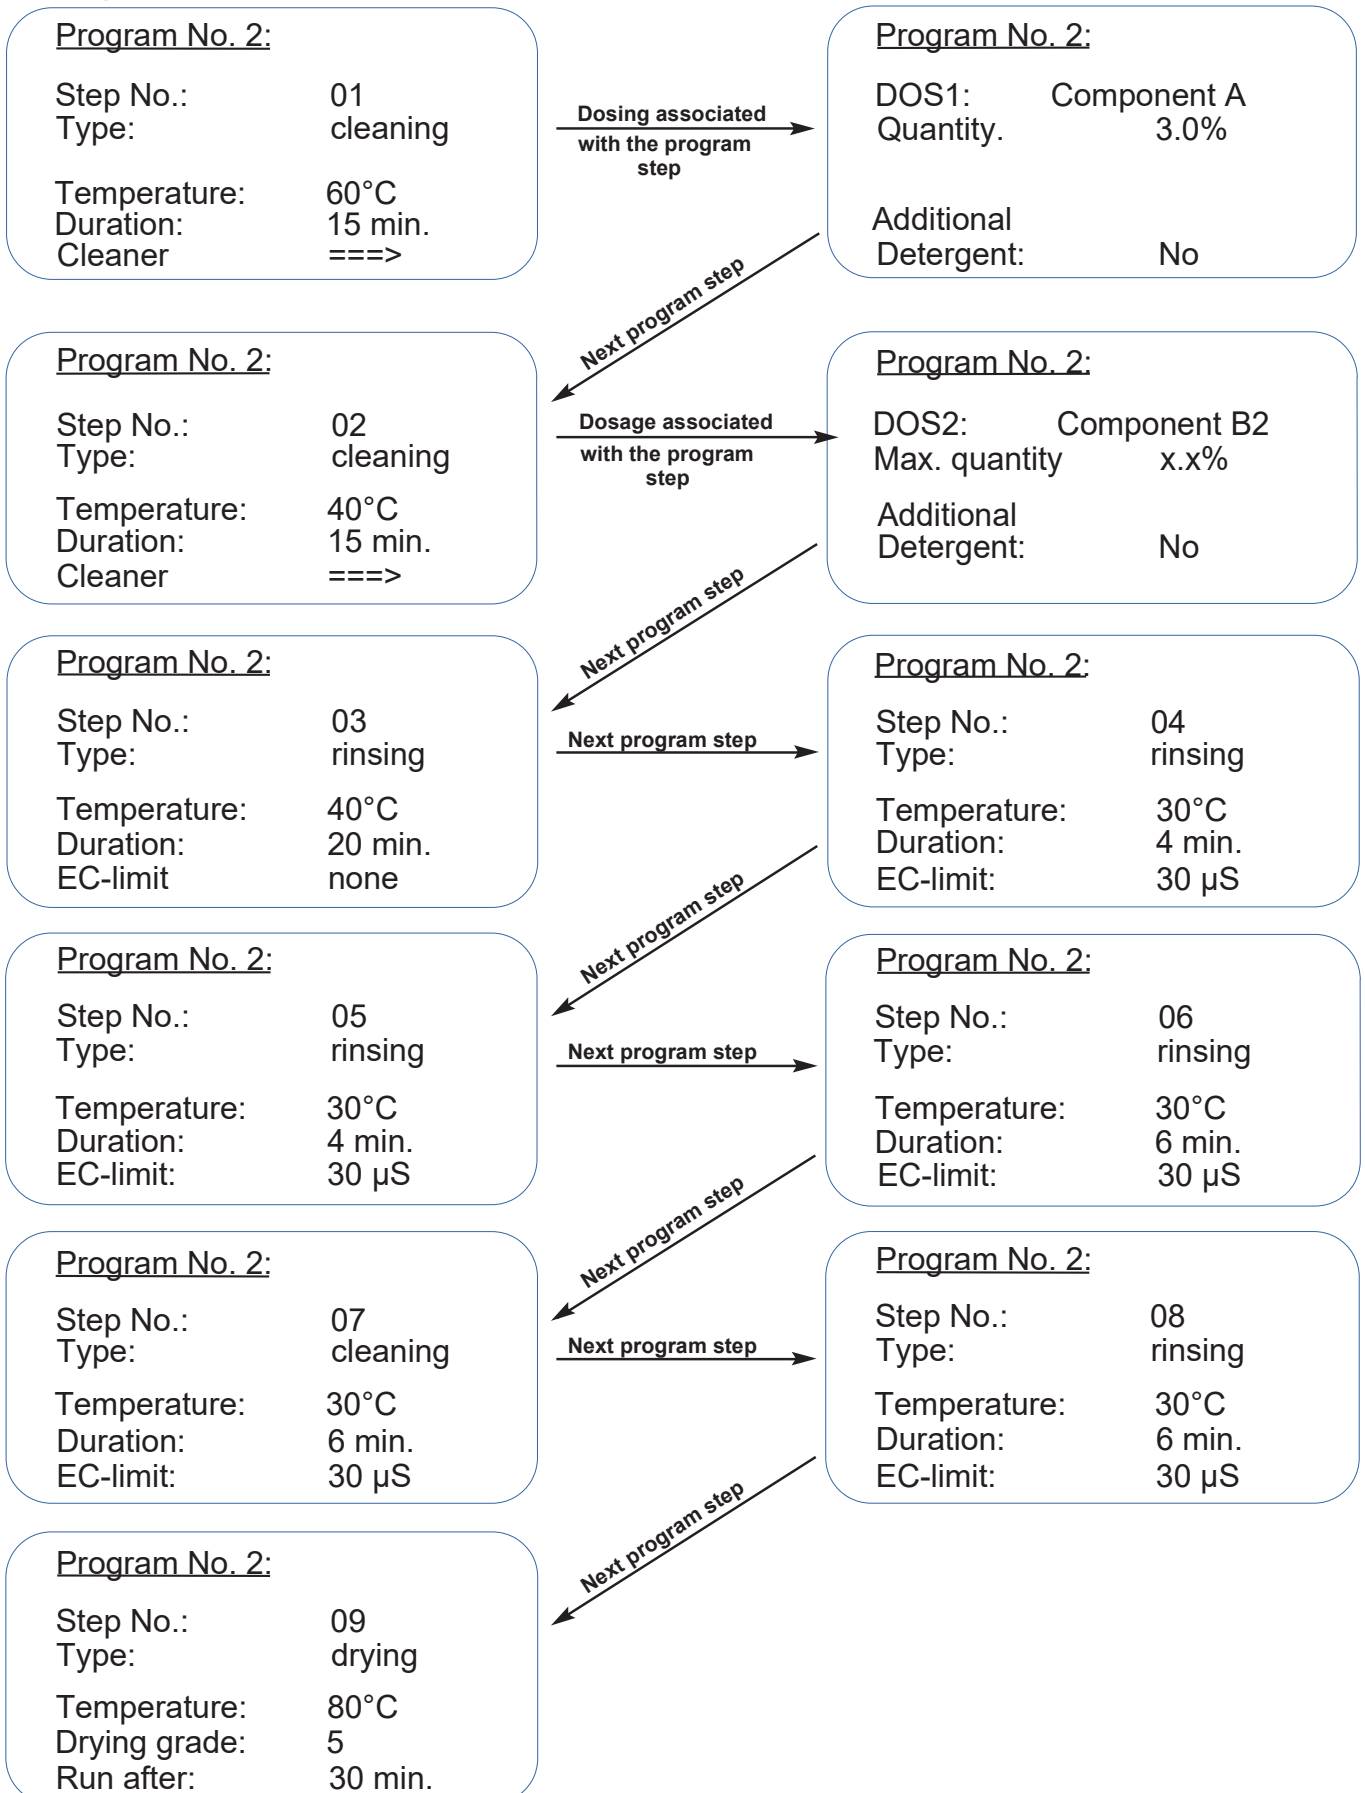 Program No. 2:
Step No.: 01
Type: cleaning
Temperature: 60°C
Duration: 15 min.
Cleaner ===>
Dosing associated
with the program
step
Program No. 2:
DOS1: Component A
Quantity. 3.0%
Additional
Detergent: No
Next program step
Program No. 2:
Step No.: 02
Type: cleaning
Temperature: 40°C
Duration: 15 min.
Cleaner ===>
Dosage associated
with the program
step
Program No. 2:
DOS2: Component B2
Max. quantity x.x%
Additional
Detergent: No
Next program step
Program No. 2:
Step No.: 03
Type: rinsing
Temperature: 40°C
Duration: 20 min.
EC-limit none
Next program step
Program No. 2:
Step No.: 04
Type: rinsing
Temperature: 30°C
Duration: 4 min.
EC-limit: 30 µS
Next program step
Program No. 2:
Step No.: 05
Type: rinsing
Temperature: 30°C
Duration: 4 min.
EC-limit: 30 µS
Next program step
Program No. 2:
Step No.: 06
Type: rinsing
Temperature: 30°C
Duration: 6 min.
EC-limit: 30 µS
Next program step
Program No. 2:
Step No.: 07
Type: cleaning
Temperature: 30°C
Duration: 6 min.
EC-limit: 30 µS
Next program step
Program No. 2:
Step No.: 08
Type: rinsing
Temperature: 30°C
Duration: 6 min.
EC-limit: 30 µS
Next program step
Program No. 2:
Step No.: 09
Type: drying
Temperature: 80°C
Drying grade: 5
Run after: 30 min.